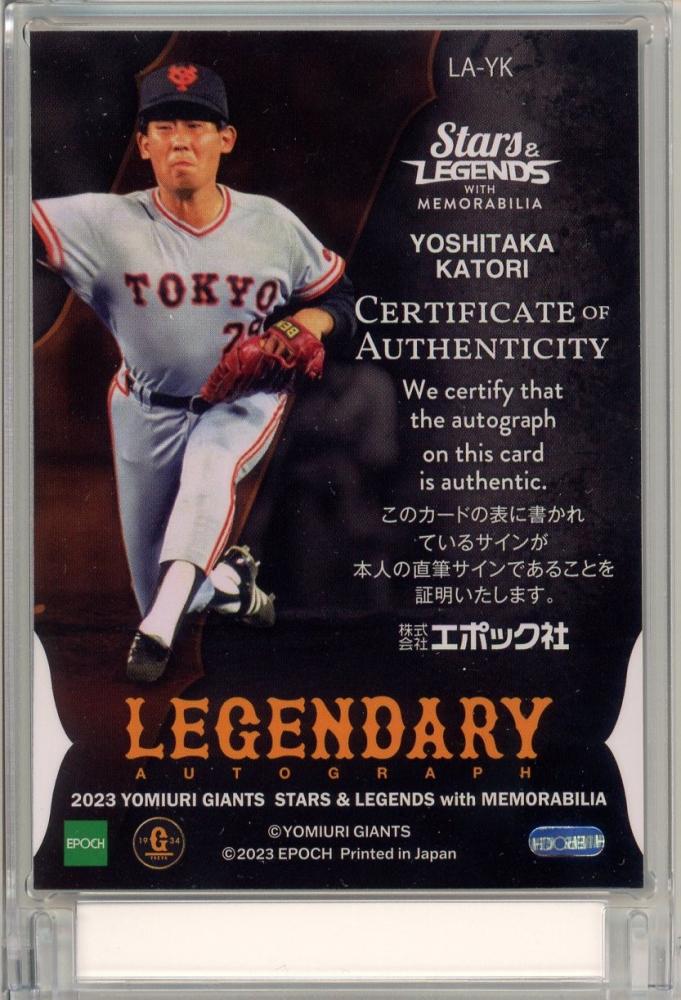 LA-YK
Stars &
LEGENDS
WITH
MEMORABILIA
YOSHITAKA
KATORI
CERTIFICATE OF
AUTHENTICITY
We certify that
the autograph
on this card
is authentic.
このカードの表に書かれ
ているサインが
本人の直筆サインであることを
証明いたします。
株式会社 エポック社
TOKYO
LEGENDARY
AUTOGRAPH
2023 YOMIURI GIANTS STARS & LEGENDS with MEMORABILIA
EPOCH
19 G 34
TOKYO
©YOMIURI GIANTS
©2023 EPOCH Printed in Japan